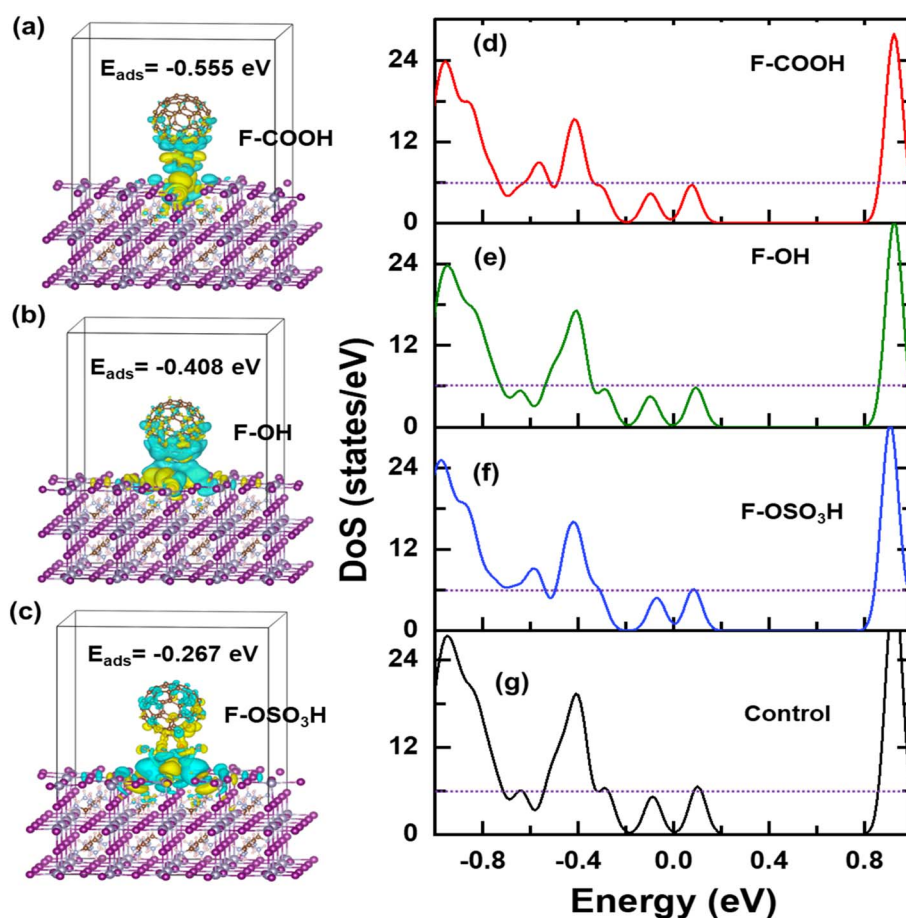 (a)
E_ads= -0.555 eV
F-COOH
(b)
E_ads= -0.408 eV
F-OH
(c)
E_ads= -0.267 eV
F-OSO₃H
DoS (states/eV)
24
12
0
(d)
F-COOH
24
12
0
(e)
F-OH
24
12
0
(f)
F-OSO₃H
24
12
0
(g)
Control
-0.8 -0.4 0.0 0.4 0.8
Energy (eV)